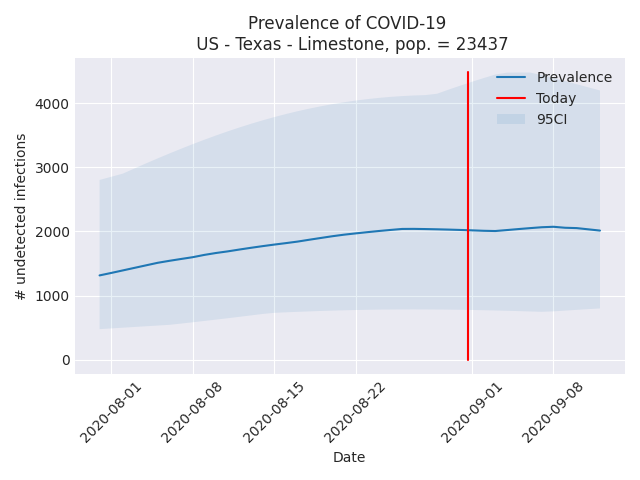 Prevalence of COVID-19
US - Texas - Limestone, pop. = 23437
Prevalence
Today
95CI
# undetected infections
4000
3000
2000
1000
0
2020-08-01
2020-08-08
2020-08-15
2020-08-22
2020-09-01
2020-09-08
Date